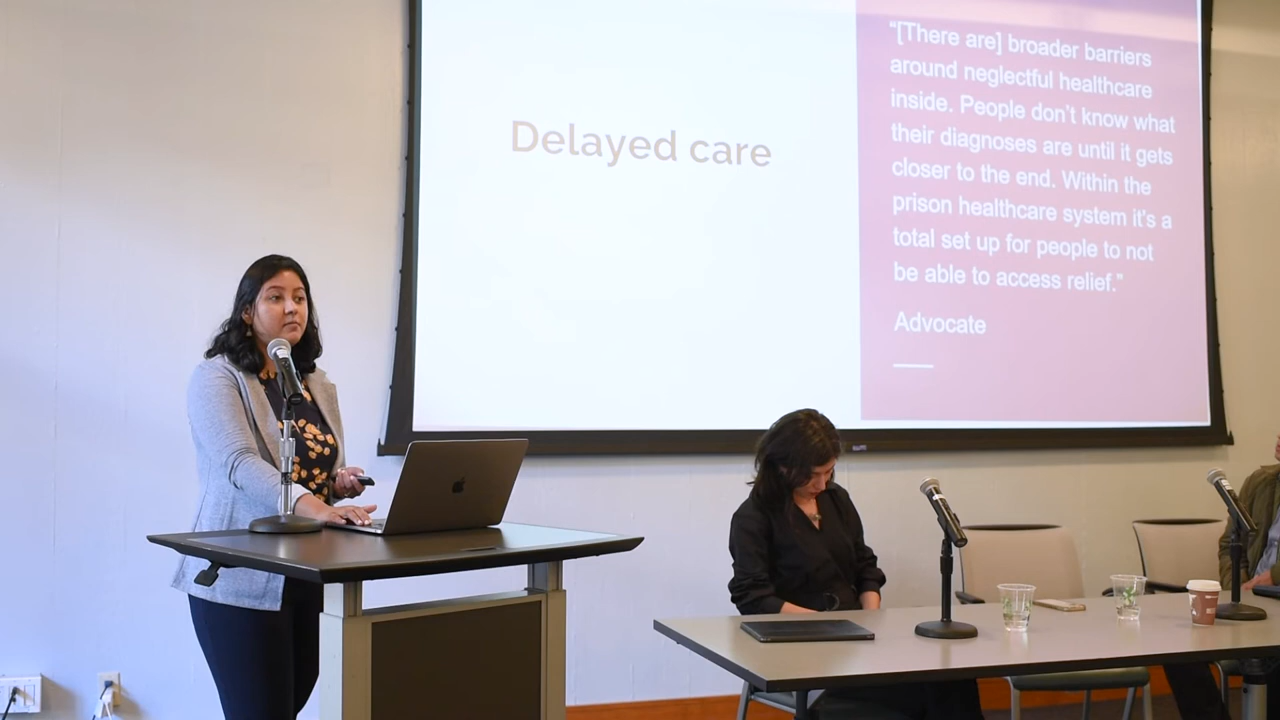 Delayed care
“[There are] broader barriers
around neglectful healthcare
inside. People don’t know what
their diagnoses are until it gets
closer to the end. Within the
prison healthcare system it's a
total set up for people to not
be able to access relief.”
Advocate